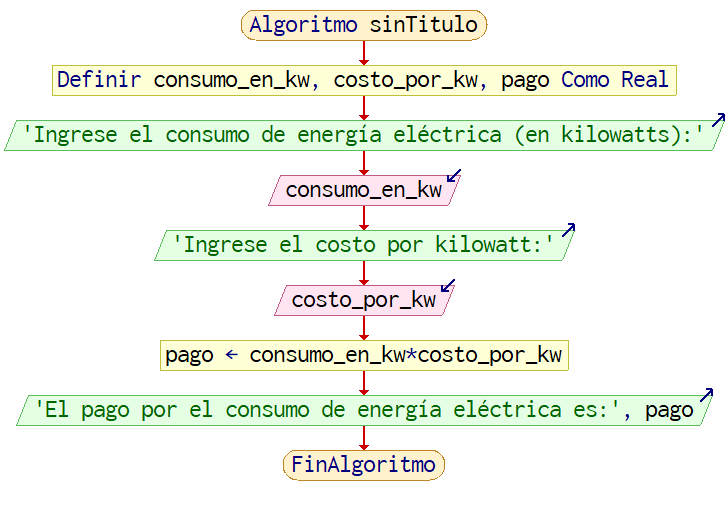 Algoritmo sinTitulo
Definir consumo_en_kw, costo_por_kw, pago Como Real
'Ingrese el consumo de energía eléctrica (en kilowatts):'
consumo_en_kw
'Ingrese el costo por kilowatt:'
costo_por_kw
pago ← consumo_en_kw*costo_por_kw
'El pago por el consumo de energía eléctrica es:', pago
FinAlgoritmo